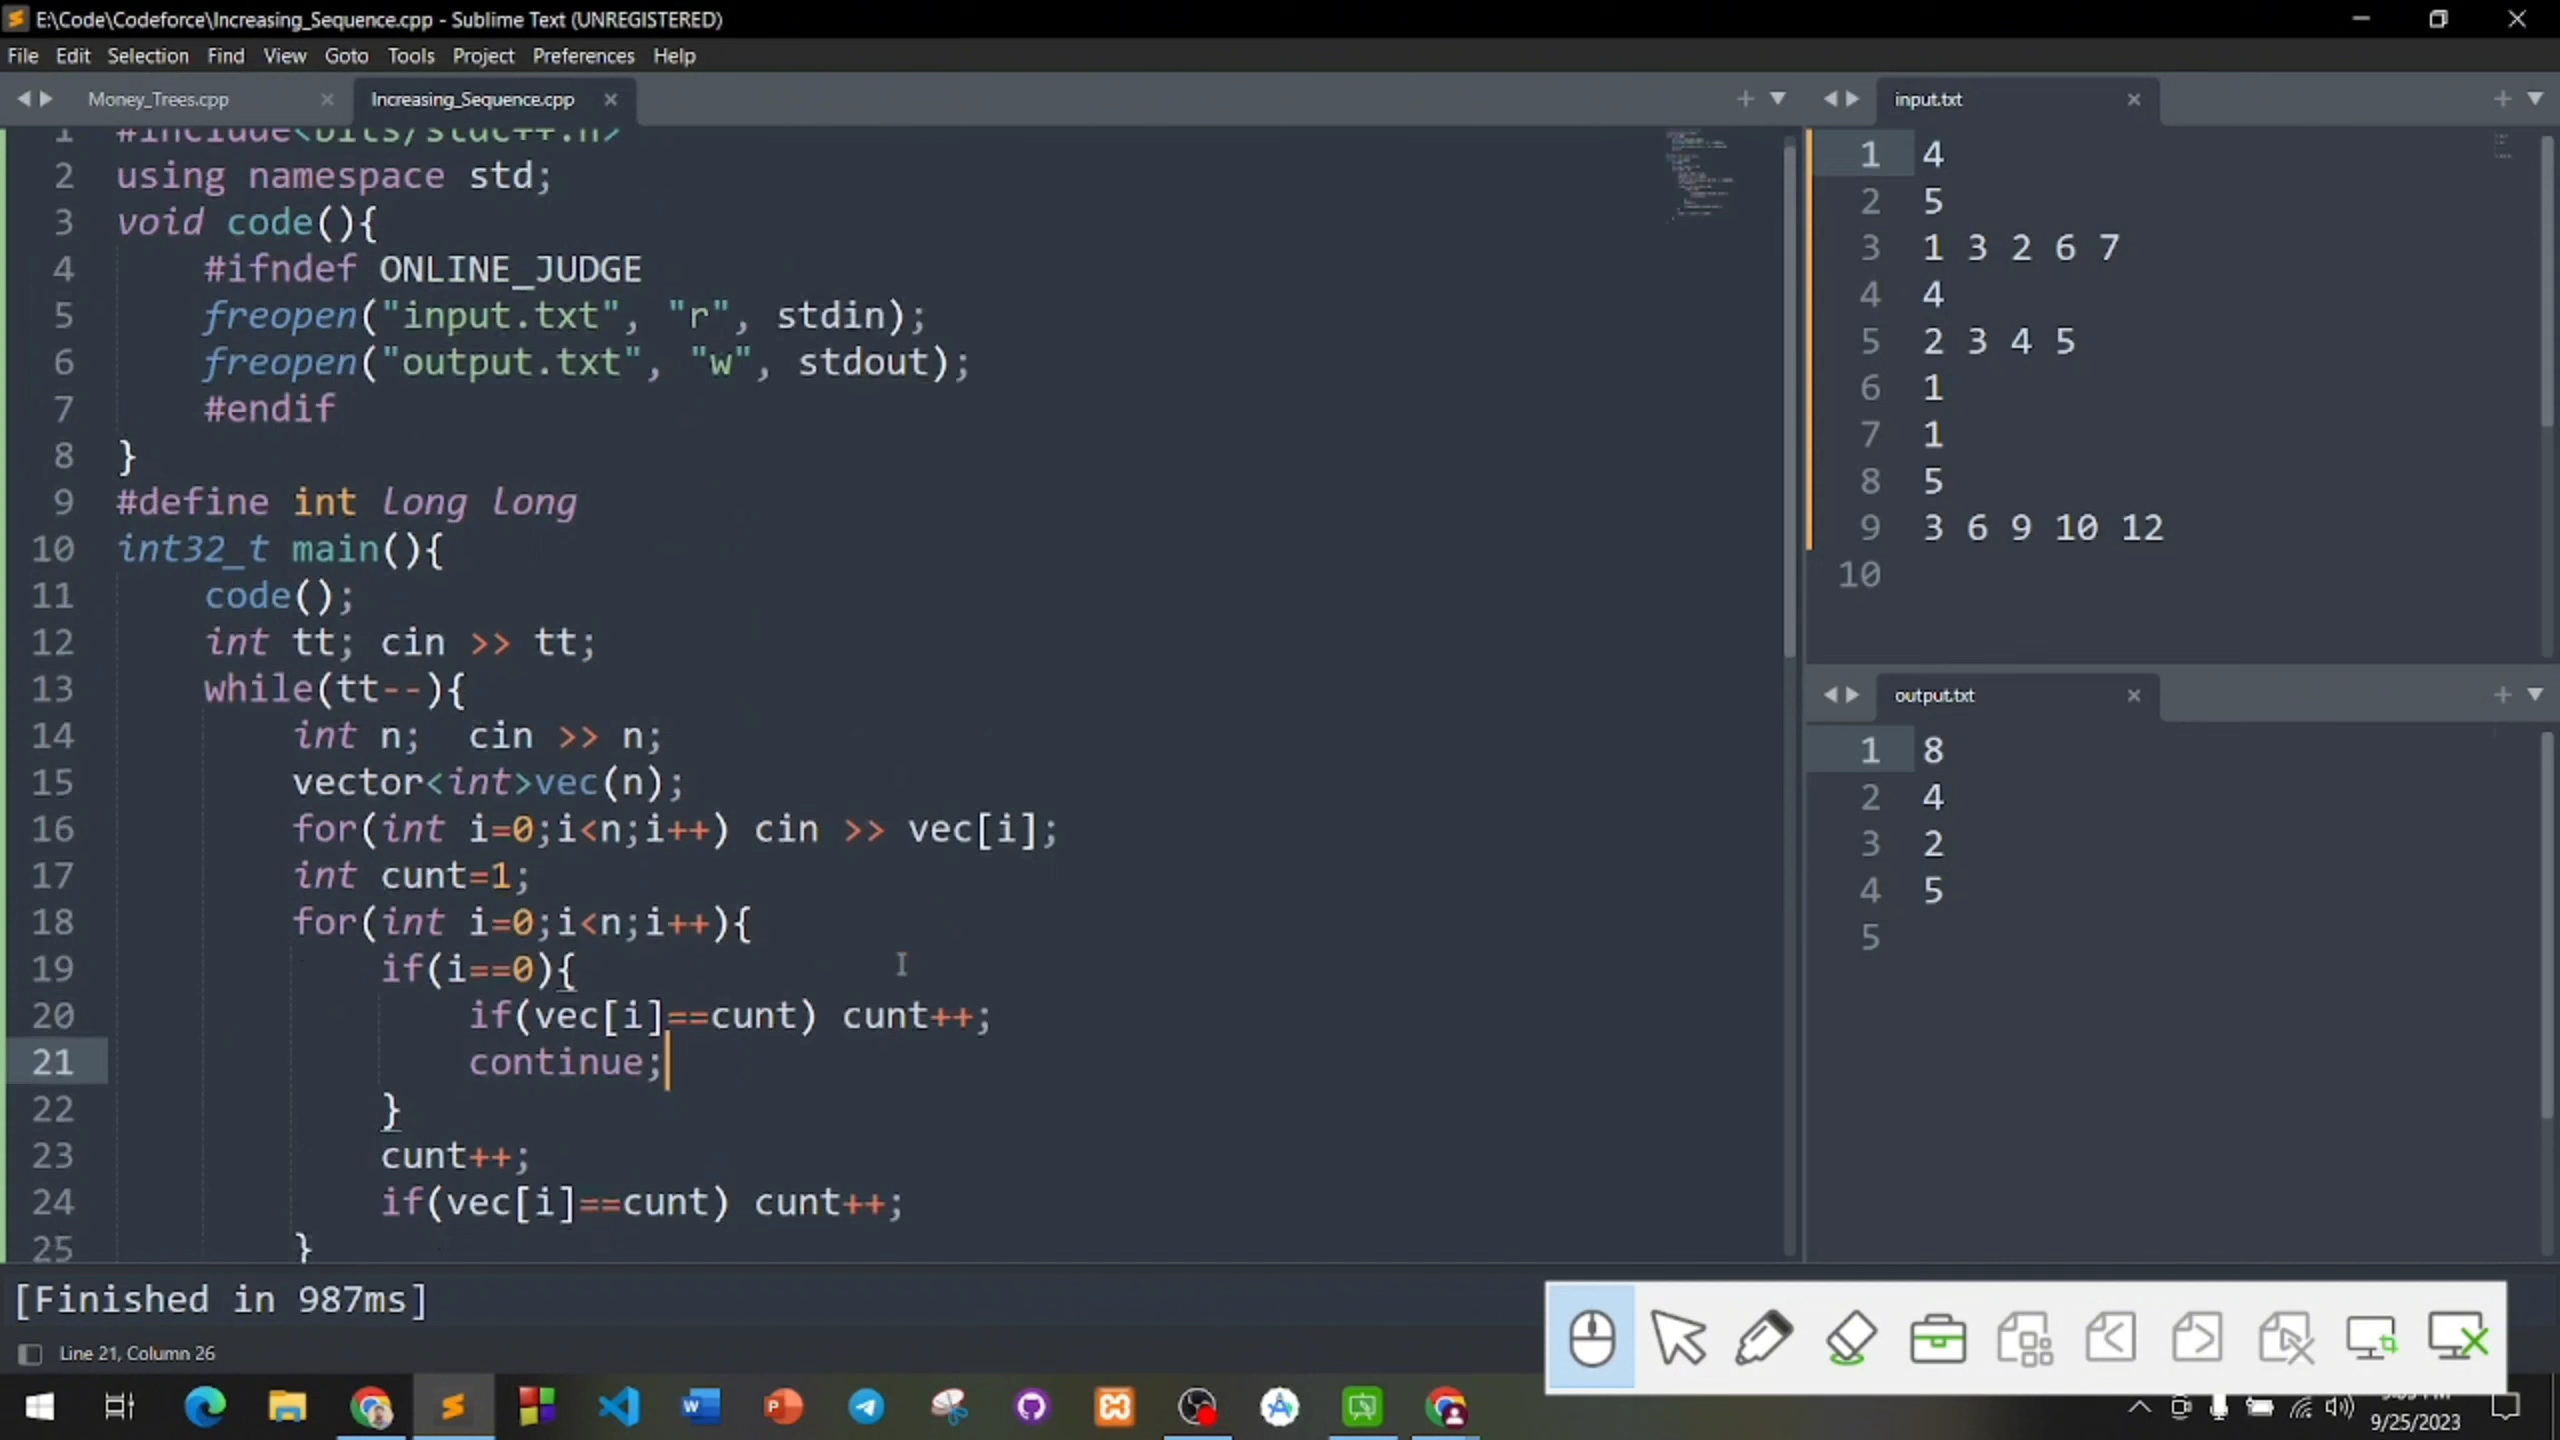 E:\Code\Codeforce\Increasing_Sequence.cpp - Sublime Text (UNREGISTERED)
File Edit Selection Find View Goto Tools Project Preferences Help
Money_Trees.cpp
Increasing_Sequence.cpp
1 #include<bits/stdc++.h>
2 using namespace std;
3 void code(){
4 #ifndef ONLINE_JUDGE
5 freopen("input.txt", "r", stdin);
6 freopen("output.txt", "w", stdout);
7 #endif
8 }
9 #define int long long
10 int32_t main(){
11 code();
12 int tt; cin >> tt;
13 while(tt--){
14 int n; cin >> n;
15 vector<int>vec(n);
16 for(int i=0;i<n;i++) cin >> vec[i];
17 int cunt=1;
18 for(int i=0;i<n;i++){
19 if(i==0){
20 if(vec[i]==cunt) cunt++;
21 continue;
22 }
23 cunt++;
24 if(vec[i]==cunt) cunt++;
25 }
input.txt
1 4
2 5
3 1 3 2 6 7
4 4
5 2 3 4 5
6 1
7 1
8 5
9 3 6 9 10 12
10
output.txt
1 8
2 4
3 2
4 5
5
[Finished in 987ms]
Line 21, Column 26
9/25/2023